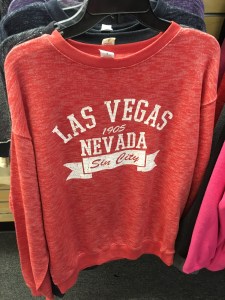 LAS VEGAS
1905
NEVADA
Sin City